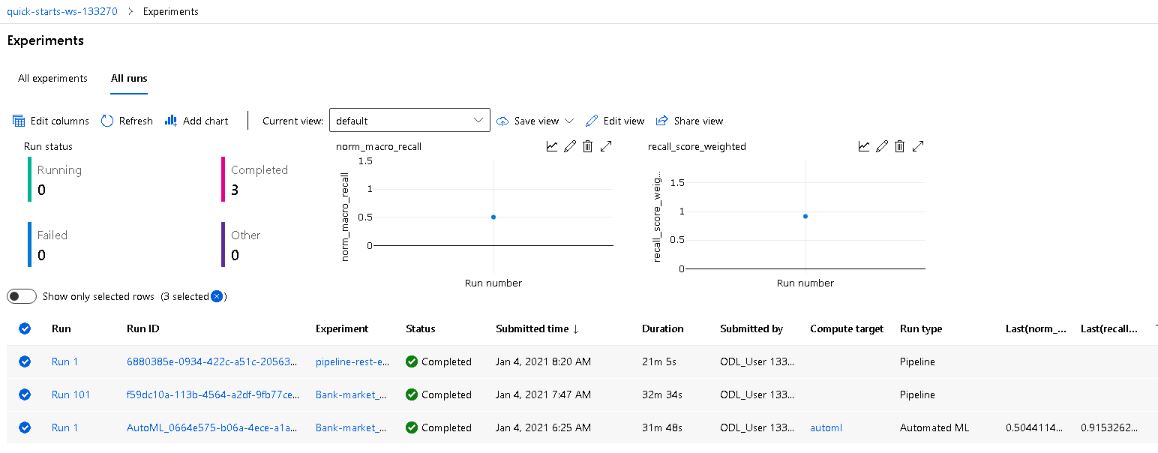 quick-starts-ws-133270 > Experiments
Experiments
All experiments All runs
Edit columns Refresh Add chart Current view: default Save view Edit view Share view
Run status
Running
0
Completed
3
Failed
0
Other
0
norm_macro_recall
1.5
1
0.5
0
norm_macro_recall
Run number
recall_score_weighted
1.5
1
0.5
0
recall_score_weig...
Run number
Show only selected rows (3 selected)
Run Run ID Experiment Status Submitted time ↓ Duration Submitted by Compute target Run type Last(norm_... Last(recall...
Run 1 6880385e-0934-422c-a51c-20563... pipeline-rest-e... Completed Jan 4, 2021 8:20 AM 21m 5s ODL_User 133... Pipeline
Run 101 f59dc10a-113b-4564-a2df-9fb77ce... Bank-market_... Completed Jan 4, 2021 7:47 AM 32m 34s ODL_User 133... Pipeline
Run 1 AutoML_0664e575-b06a-4ece-a1a... Bank-market_... Completed Jan 4, 2021 6:25 AM 31m 48s ODL_User 133... automl Automated ML 0.5044114... 0.9153262...